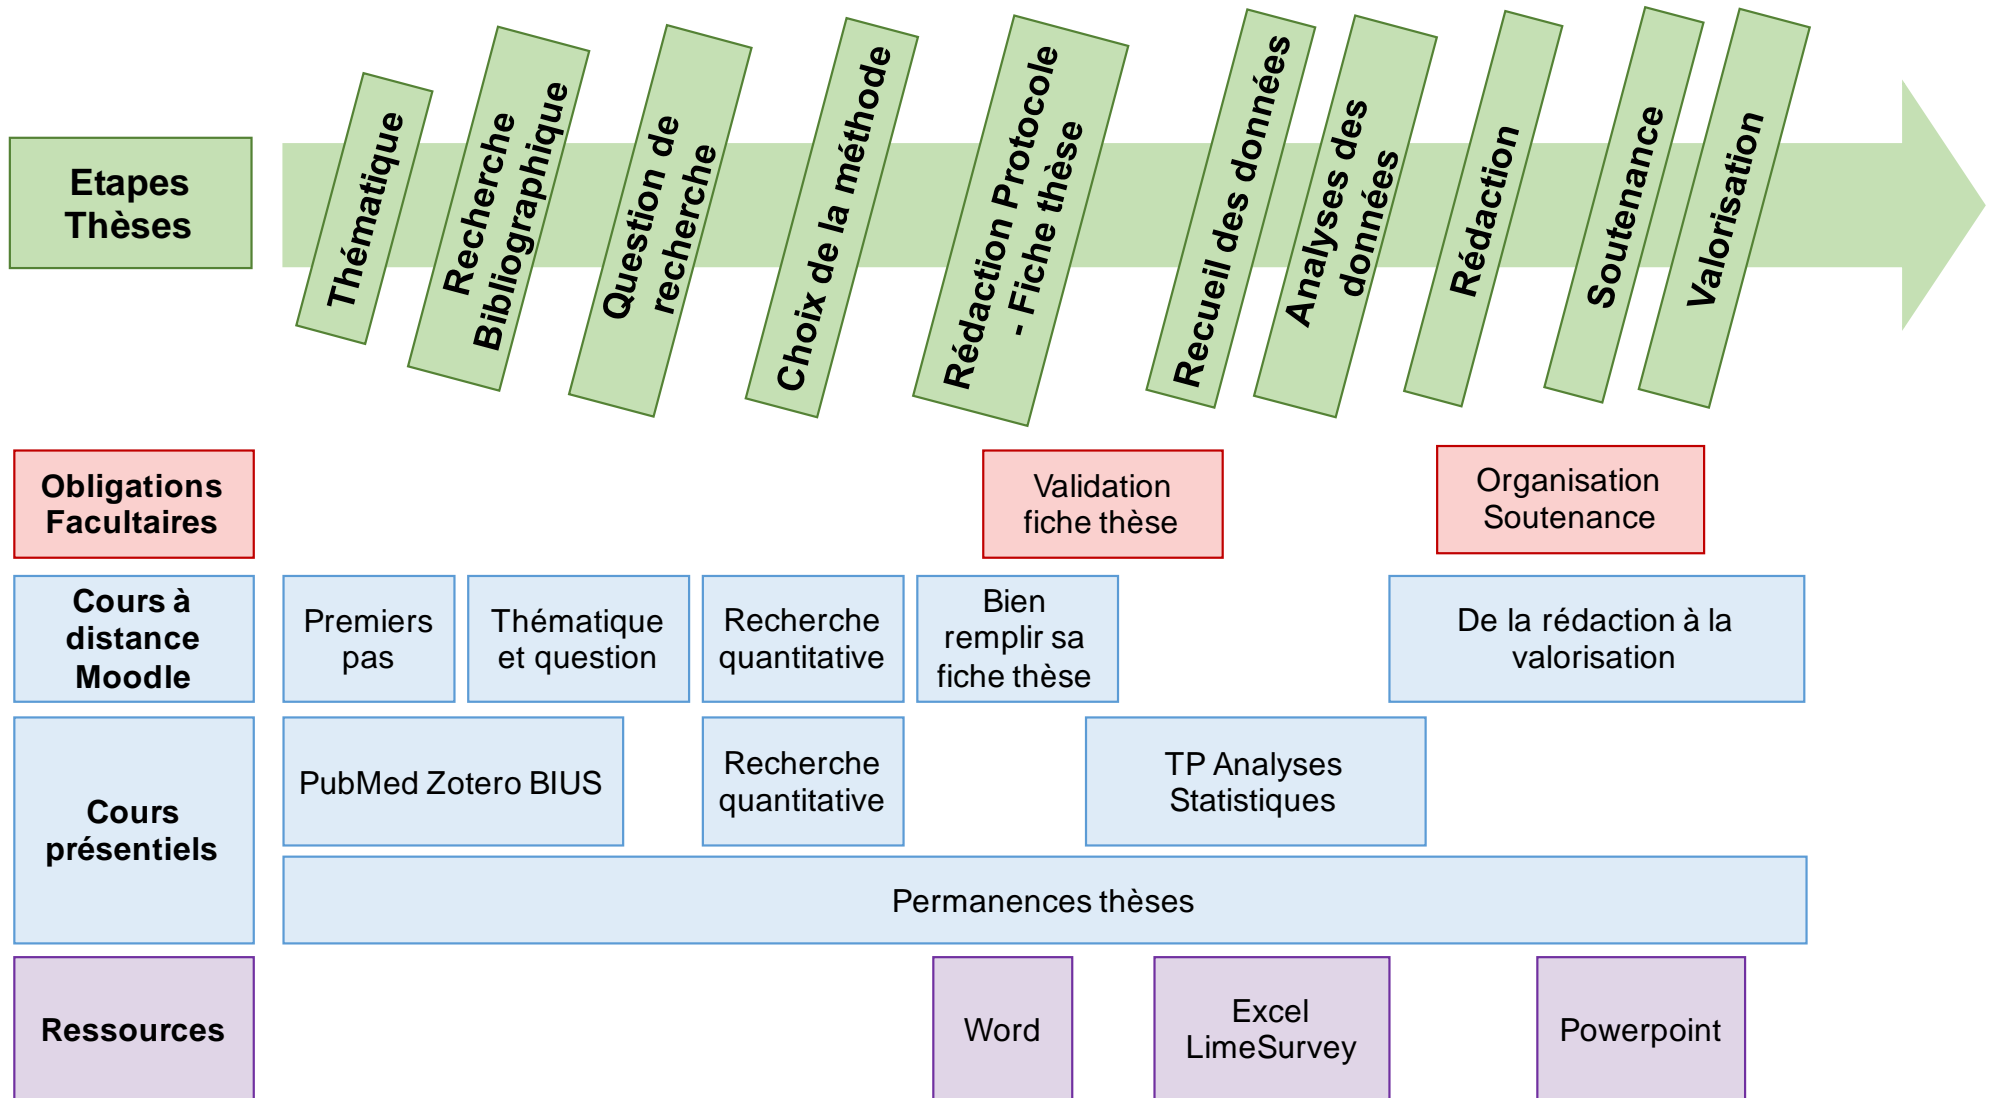 Etapes
Thèses
Thématique
Recherche
Bibliographique
Question de
recherche
Choix de la méthode
Rédaction Protocole
- Fiche thèse
Recueil des données
Analyses des
données
Rédaction
Soutenance
Valorisation
Obligations
Facultaires
Validation
fiche thèse
Organisation
Soutenance
Cours à
distance
Moodle
Premiers
pas
Thématique
et question
Recherche
quantitative
Bien
remplir sa
fiche thèse
De la rédaction à la
valorisation
Cours
présentiels
PubMed Zotero BIUS
Recherche
quantitative
TP Analyses
Statistiques
Permanences thèses
Ressources
Word
Excel
LimeSurvey
Powerpoint